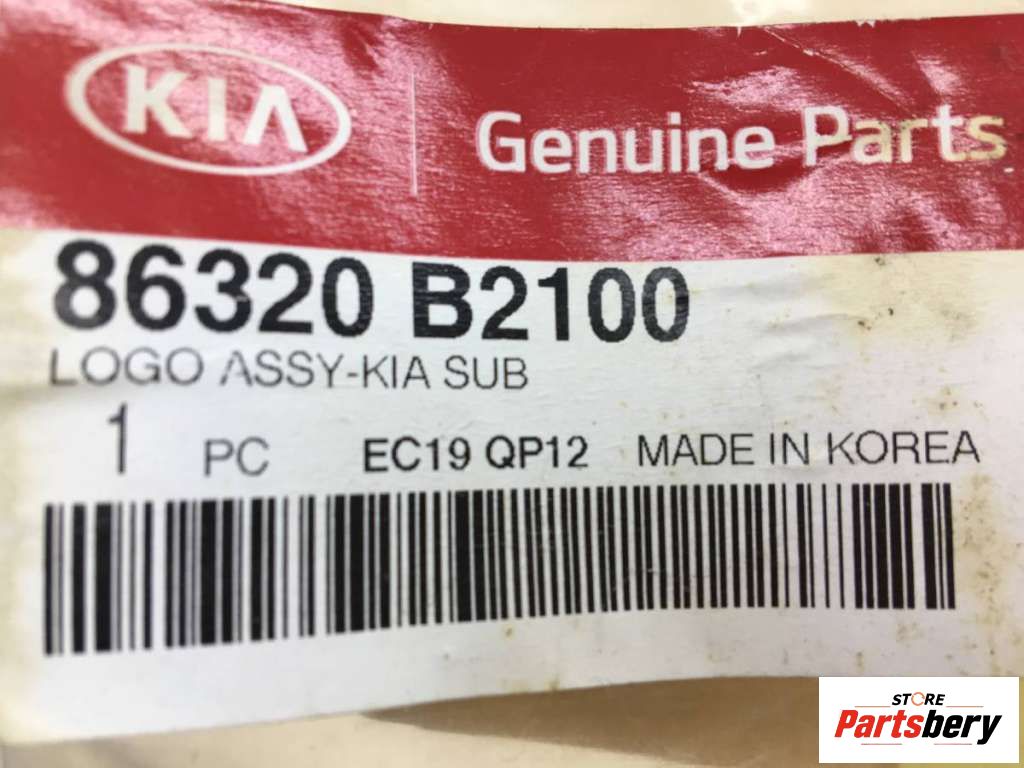 KIA Genuine Parts
86320 B2100
LOGO ASSY-KIA SUB
1 PC EC19 QP12 MADE IN KOREA
STORE
Partsbery